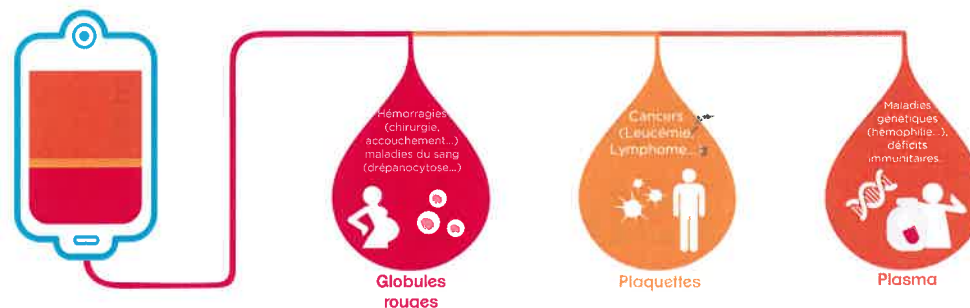 Hémorragies
(chirurgie,
accouchement...)
maladies du sang
(drépanocytose...)
Globules
rouges
Cancers
(Leucémie,
Lymphome...)
Plaquettes
Maladies
génétiques
(hémophilie...),
déficits
immunitaires...
Plasma